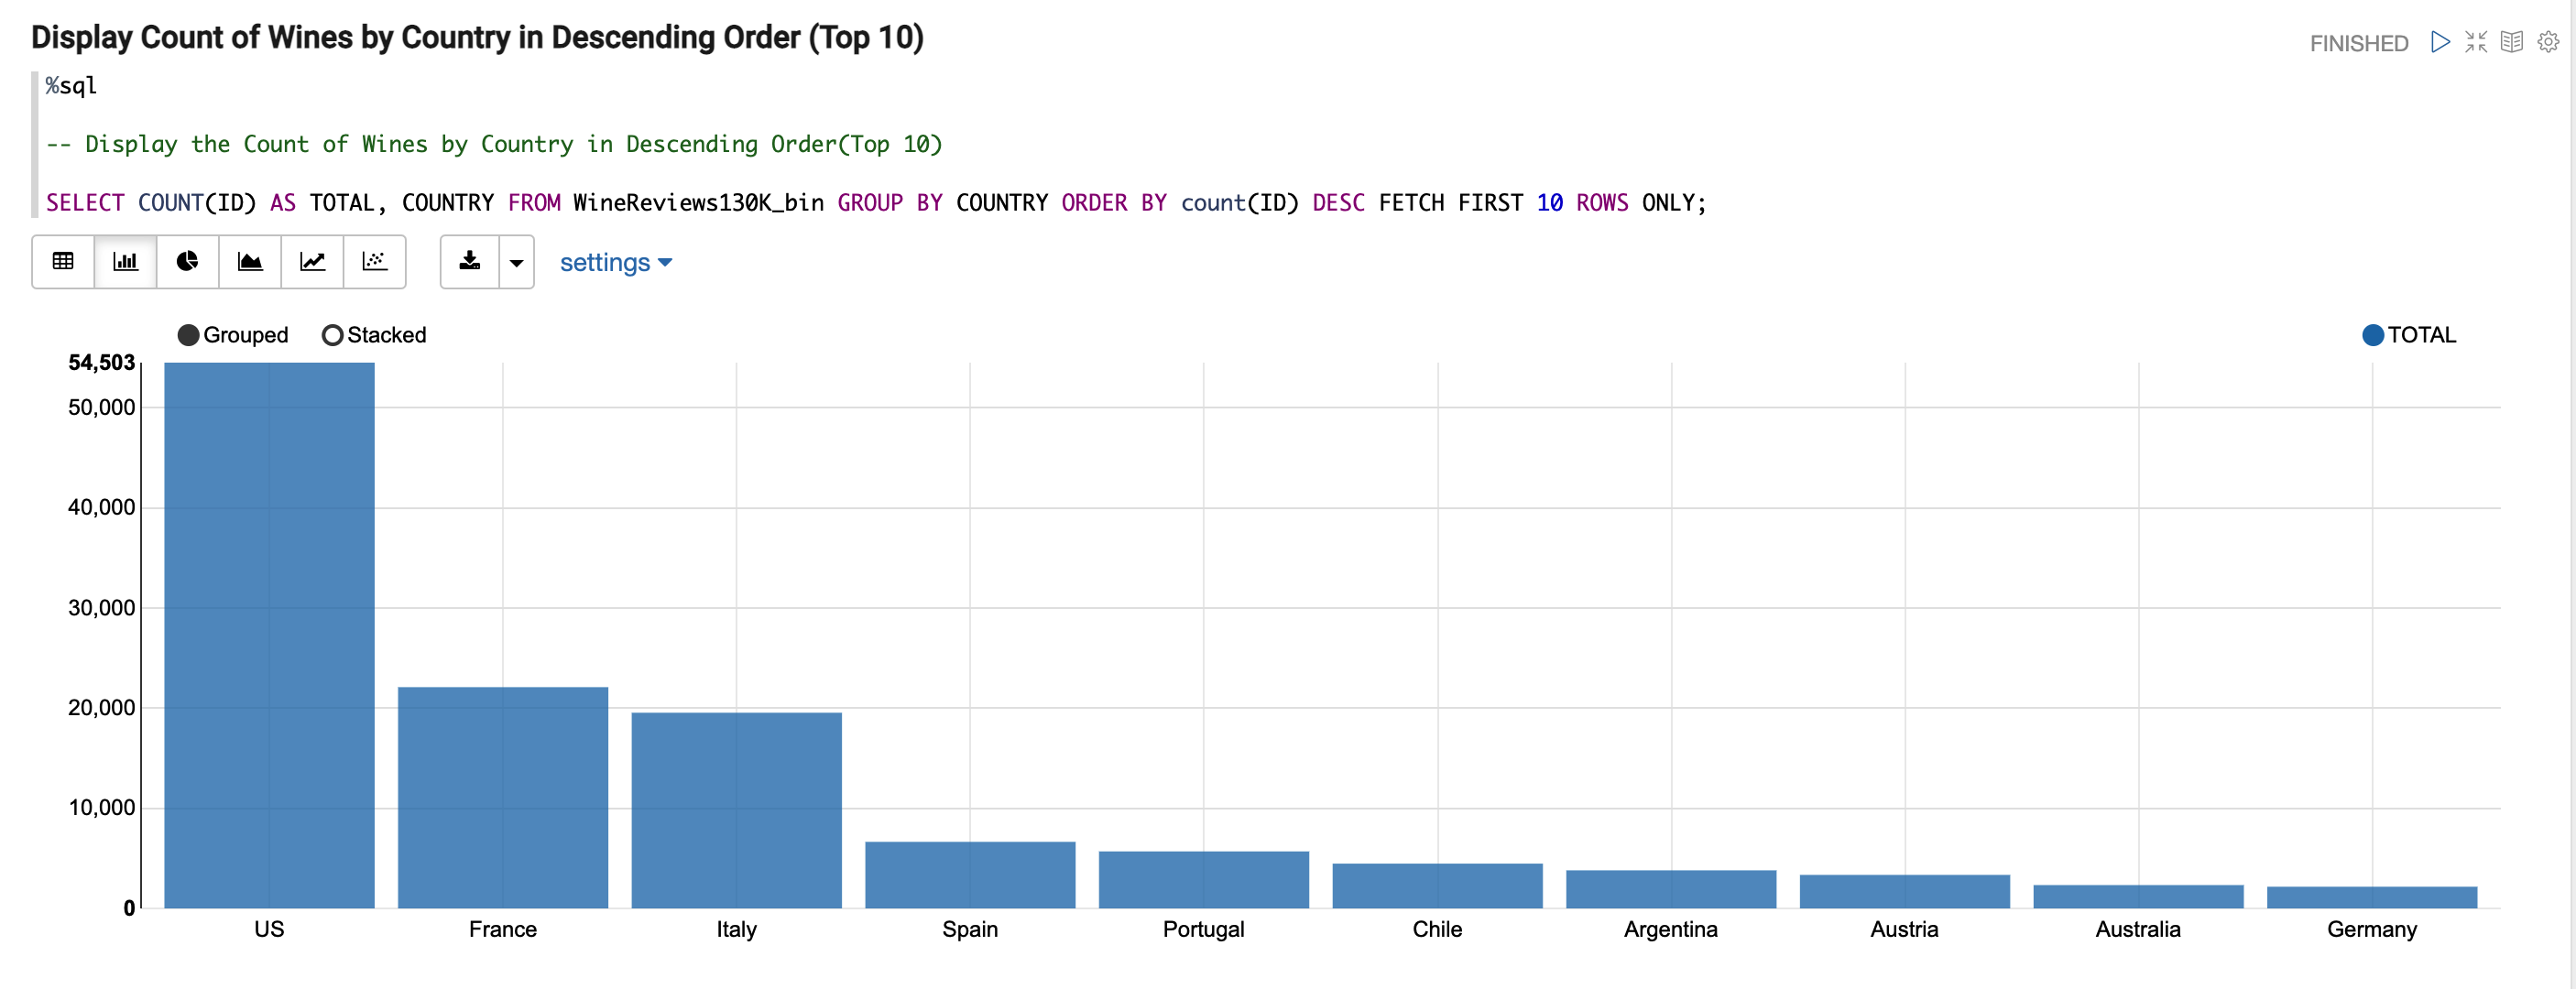 Display Count of Wines by Country in Descending Order (Top 10)
FINISHED
%sql
-- Display the Count of Wines by Country in Descending Order(Top 10)
SELECT COUNT(ID) AS TOTAL, COUNTRY FROM WineReviews130K_bin GROUP BY COUNTRY ORDER BY count(ID) DESC FETCH FIRST 10 ROWS ONLY;
settings
Grouped Stacked TOTAL
54,503
50,000
40,000
30,000
20,000
10,000
0
US France Italy Spain Portugal Chile Argentina Austria Australia Germany